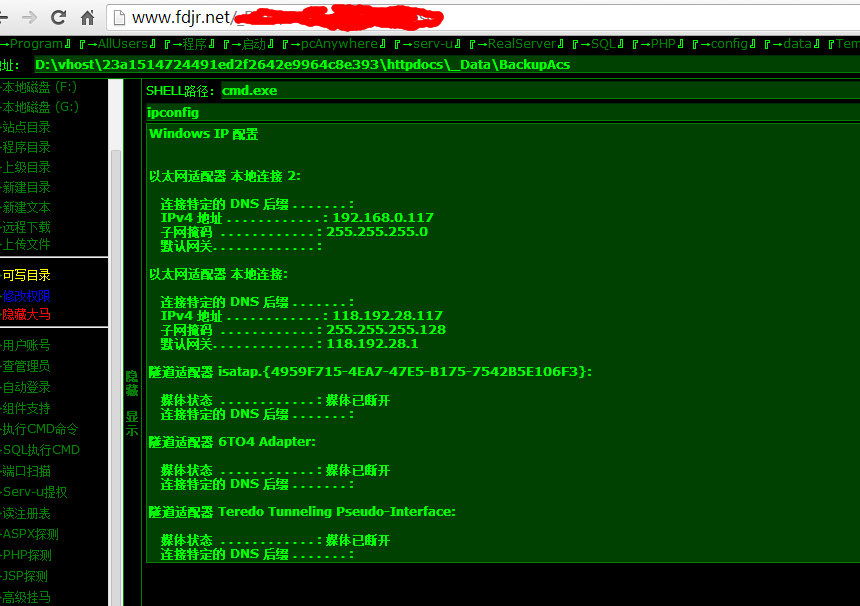 www.fdjr.net/
→Program』『→AllUsers』『→程序』『→启动』『→pcAnywhere』『→serv-u』『→RealServer』『→SQL』『→PHP』『→config』『→data』『Tem
址: D:\vhost\23a1514724491ed2f2642e9964c8e393\httpdocs\_Data\BackupAcs
本地磁盘 (F:)
本地磁盘 (G:)
站点目录
程序目录
上级目录
新建目录
新建文本
远程下载
上传文件
可写目录
修改权限
隐藏大马
用户账号
查管理员
自动登录
组件支持
执行CMD命令
SQL执行CMD
端口扫描
Serv-u提权
读注册表
ASPX探测
PHP探测
JSP探测
高级挂马
隐藏 显示
SHELL路径: cmd.exe
ipconfig
Windows IP 配置
以太网适配器 本地连接 2:
连接特定的 DNS 后缀 . . . . . . . :
IPv4 地址 . . . . . . . . . . . . : 192.168.0.117
子网掩码 . . . . . . . . . . . . : 255.255.255.0
默认网关. . . . . . . . . . . . . :
以太网适配器 本地连接:
连接特定的 DNS 后缀 . . . . . . . :
IPv4 地址 . . . . . . . . . . . . : 118.192.28.117
子网掩码 . . . . . . . . . . . . : 255.255.255.128
默认网关. . . . . . . . . . . . . : 118.192.28.1
隧道适配器 isatap.{4959F715-4EA7-47E5-B175-7542B5E106F3}:
媒体状态 . . . . . . . . . . . . : 媒体已断开
连接特定的 DNS 后缀 . . . . . . . :
隧道适配器 6TO4 Adapter:
媒体状态 . . . . . . . . . . . . : 媒体已断开
连接特定的 DNS 后缀 . . . . . . . :
隧道适配器 Teredo Tunneling Pseudo-Interface:
媒体状态 . . . . . . . . . . . . : 媒体已断开
连接特定的 DNS 后缀 . . . . . . . :